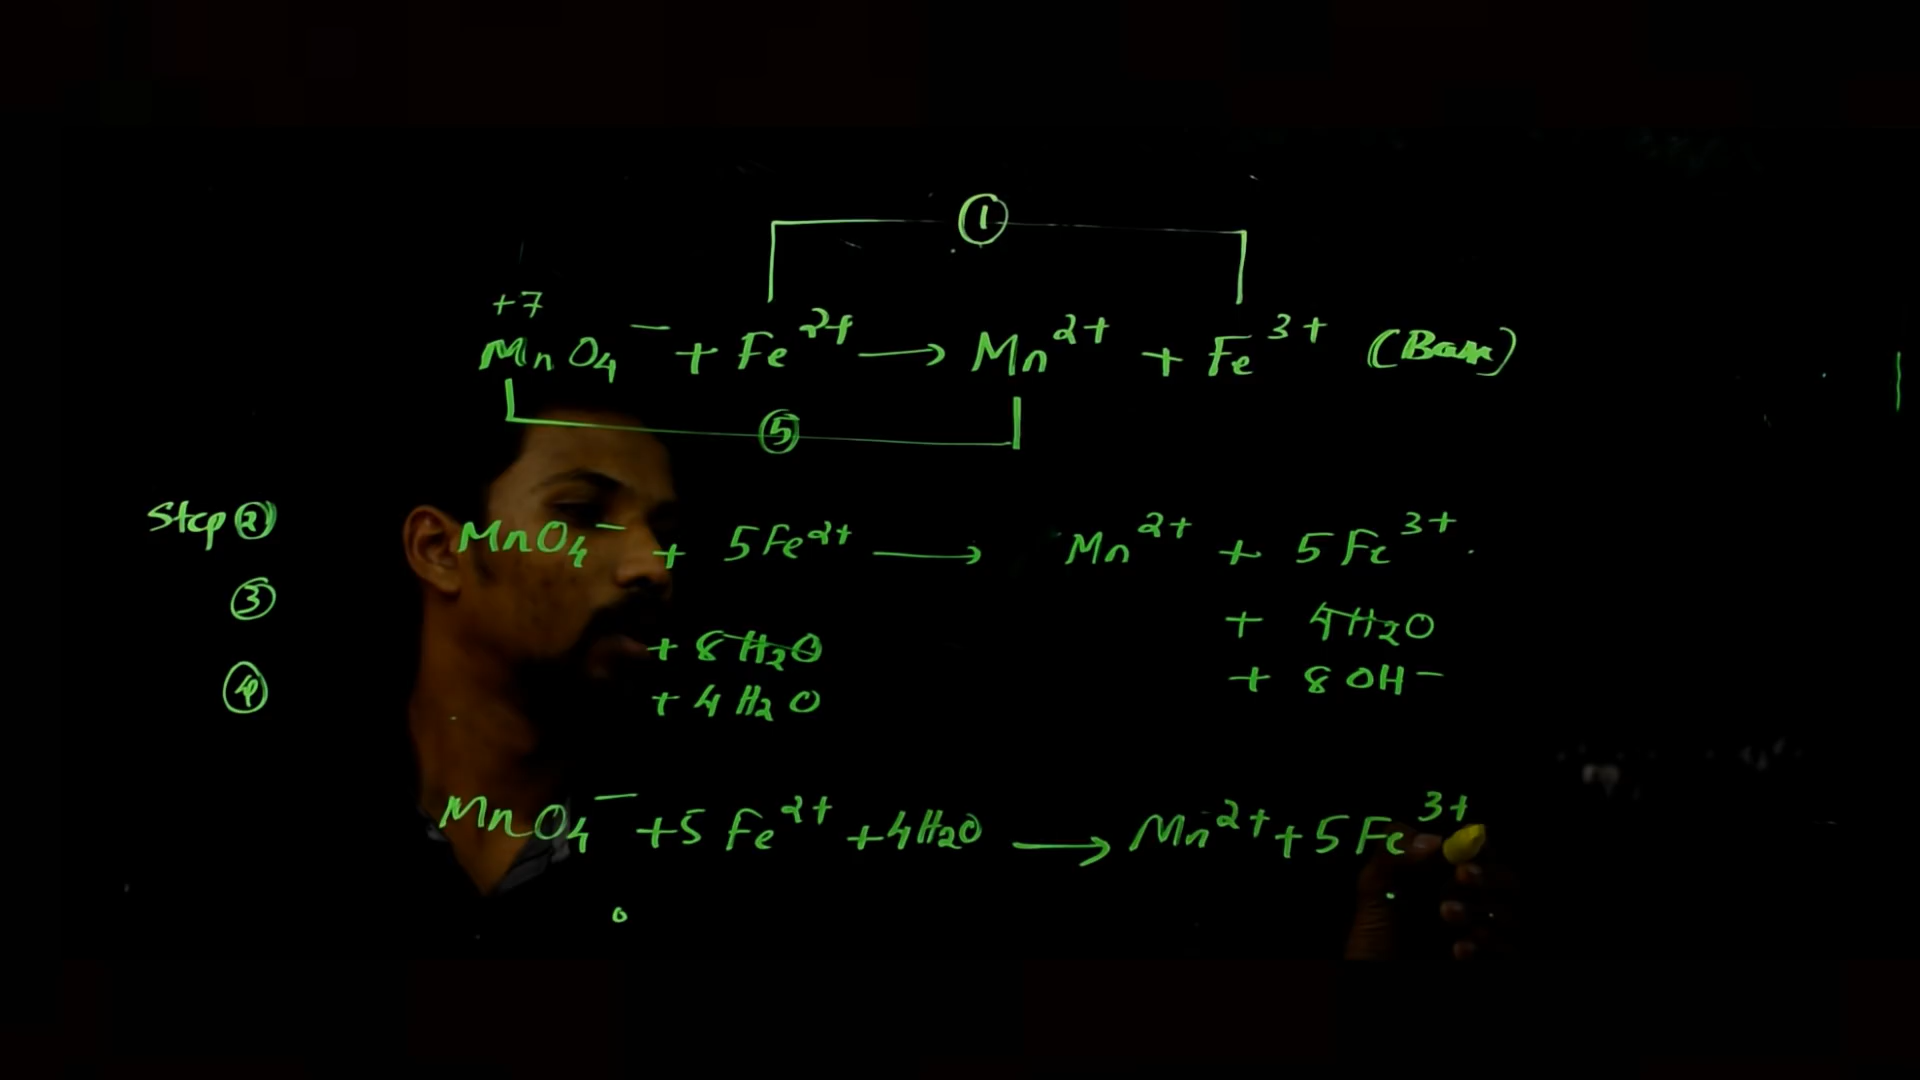 ①
+7
MnO₄⁻ + Fe²⁺ ⟶ Mn²⁺ + Fe³⁺
⑤
Step ② MnO₄⁻ + 5Fe²⁺ ⟶ Mn²⁺ + 5Fe³⁺.
③ + 4H₂O
+ 8H₂O
④ + 4H₂O + 8OH⁻
MnO₄⁻ + 5Fe²⁺ + 4H₂O ⟶ Mn²⁺ + 5Fe³⁺